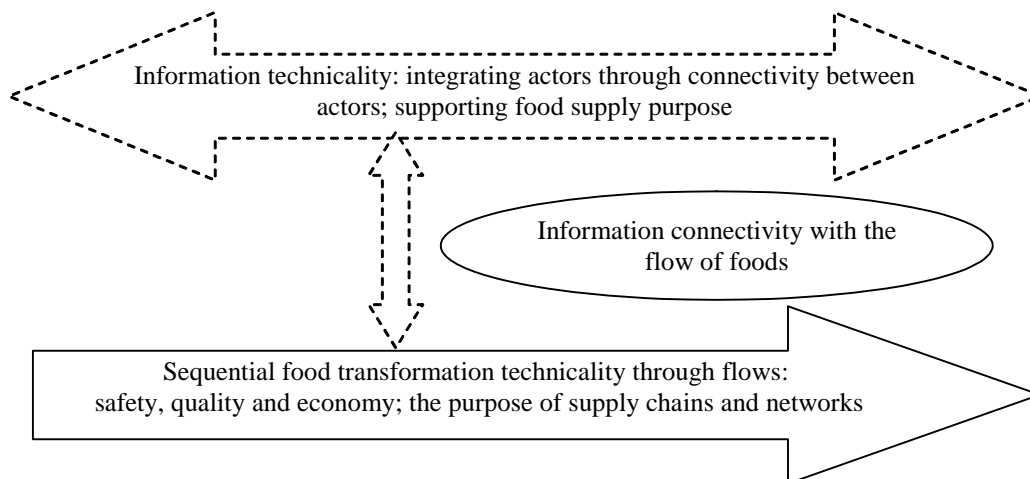 Information technicality: integrating actors through connectivity between
actors; supporting food supply purpose
Information connectivity with the
flow of foods
Sequential food transformation technicality through flows:
safety, quality and economy; the purpose of supply chains and networks